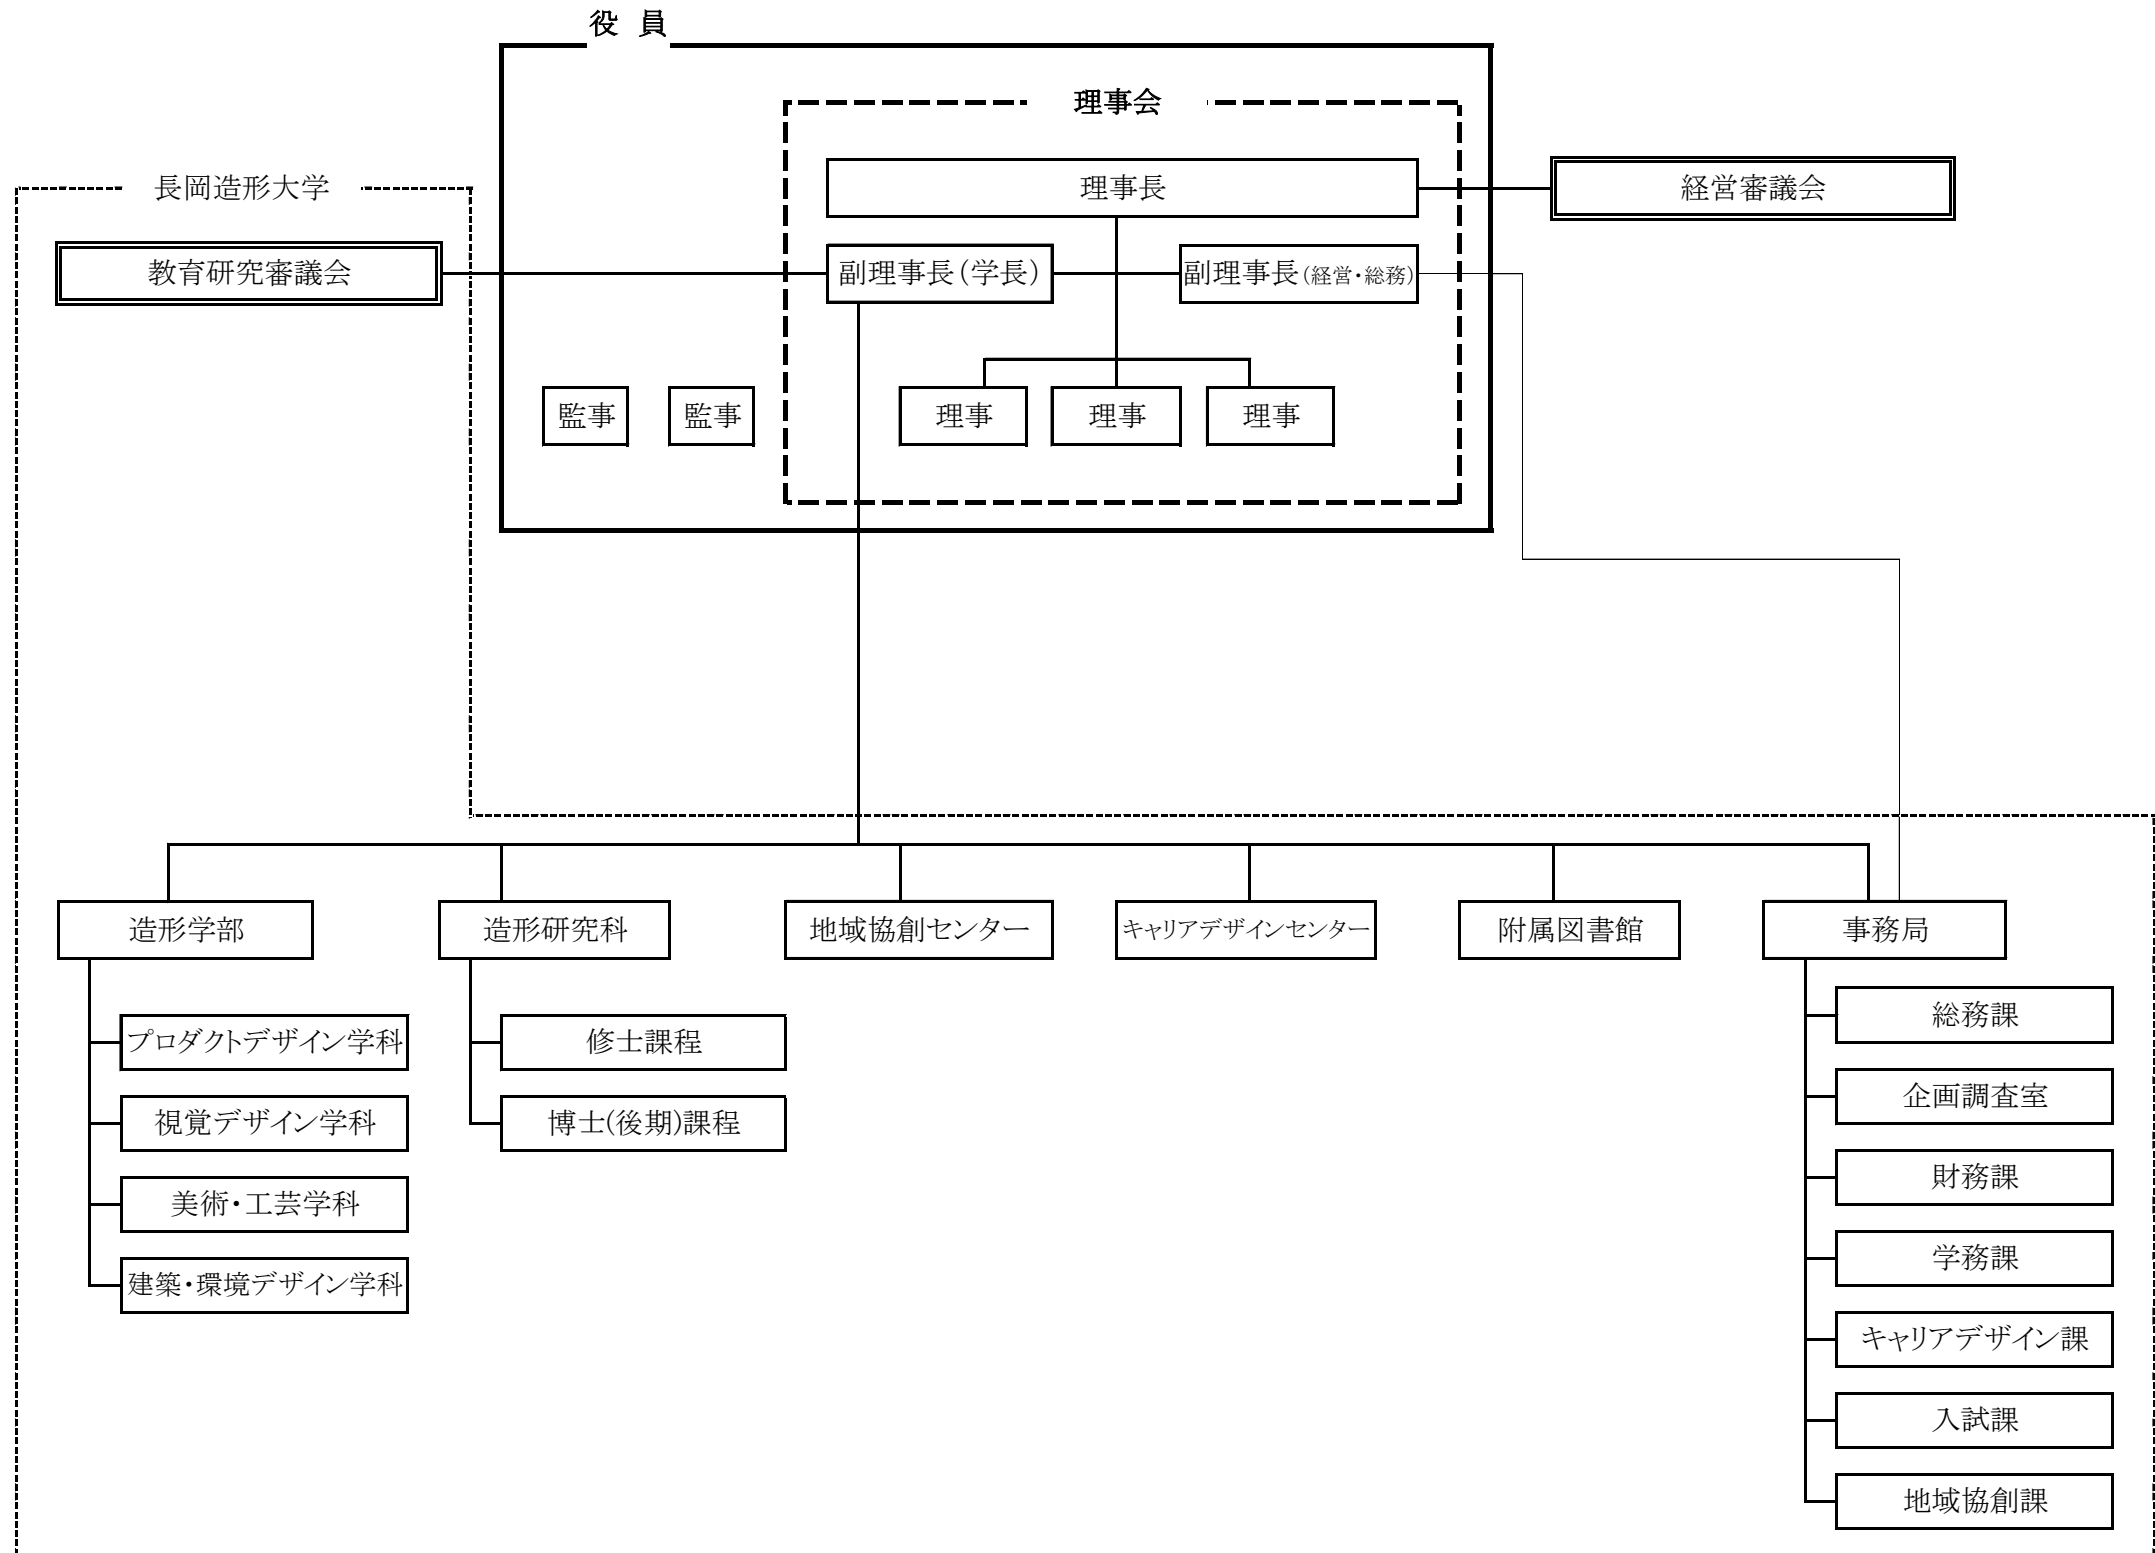 役　員
理事会
長岡造形大学
理事長
経営審議会
教育研究審議会
副理事長（学長）
副理事長（経営・総務）
監事
監事
理事
理事
理事
造形学部
造形研究科
地域協創センター
キャリアデザインセンター
附属図書館
事務局
プロダクトデザイン学科
視覚デザイン学科
美術・工芸学科
建築・環境デザイン学科
修士課程
博士(後期)課程
総務課
企画調査室
財務課
学務課
キャリアデザイン課
入試課
地域協創課